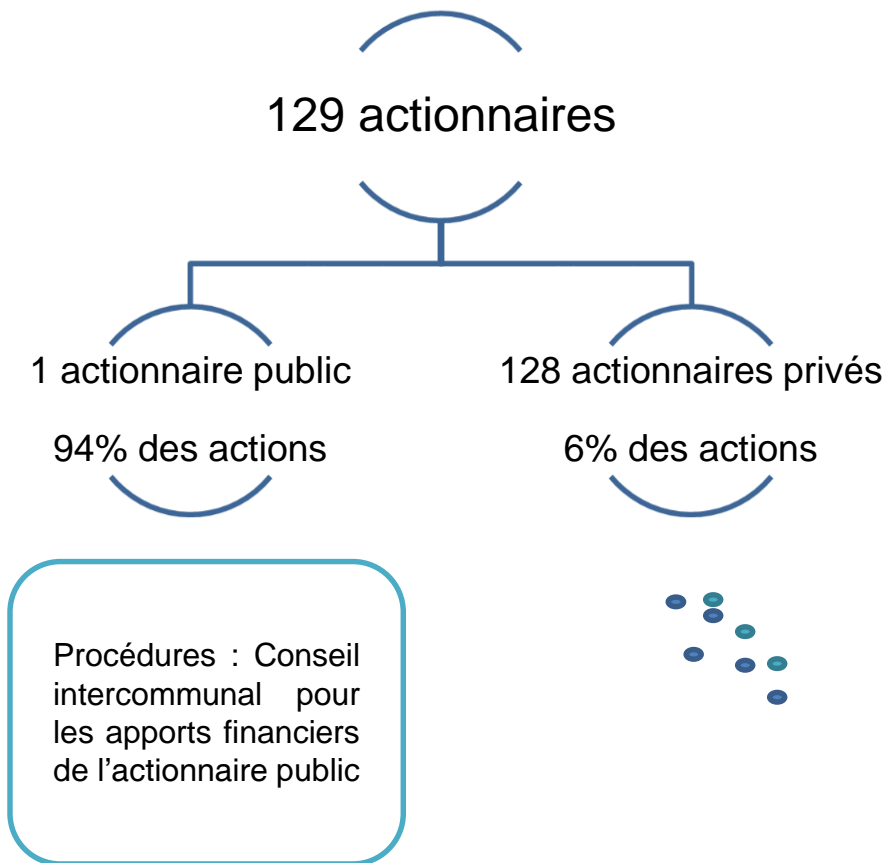 129 actionnaires
1 actionnaire public
94% des actions
128 actionnaires privés
6% des actions
Procédures : Conseil
intercommunal pour
les apports financiers
de l’actionnaire public